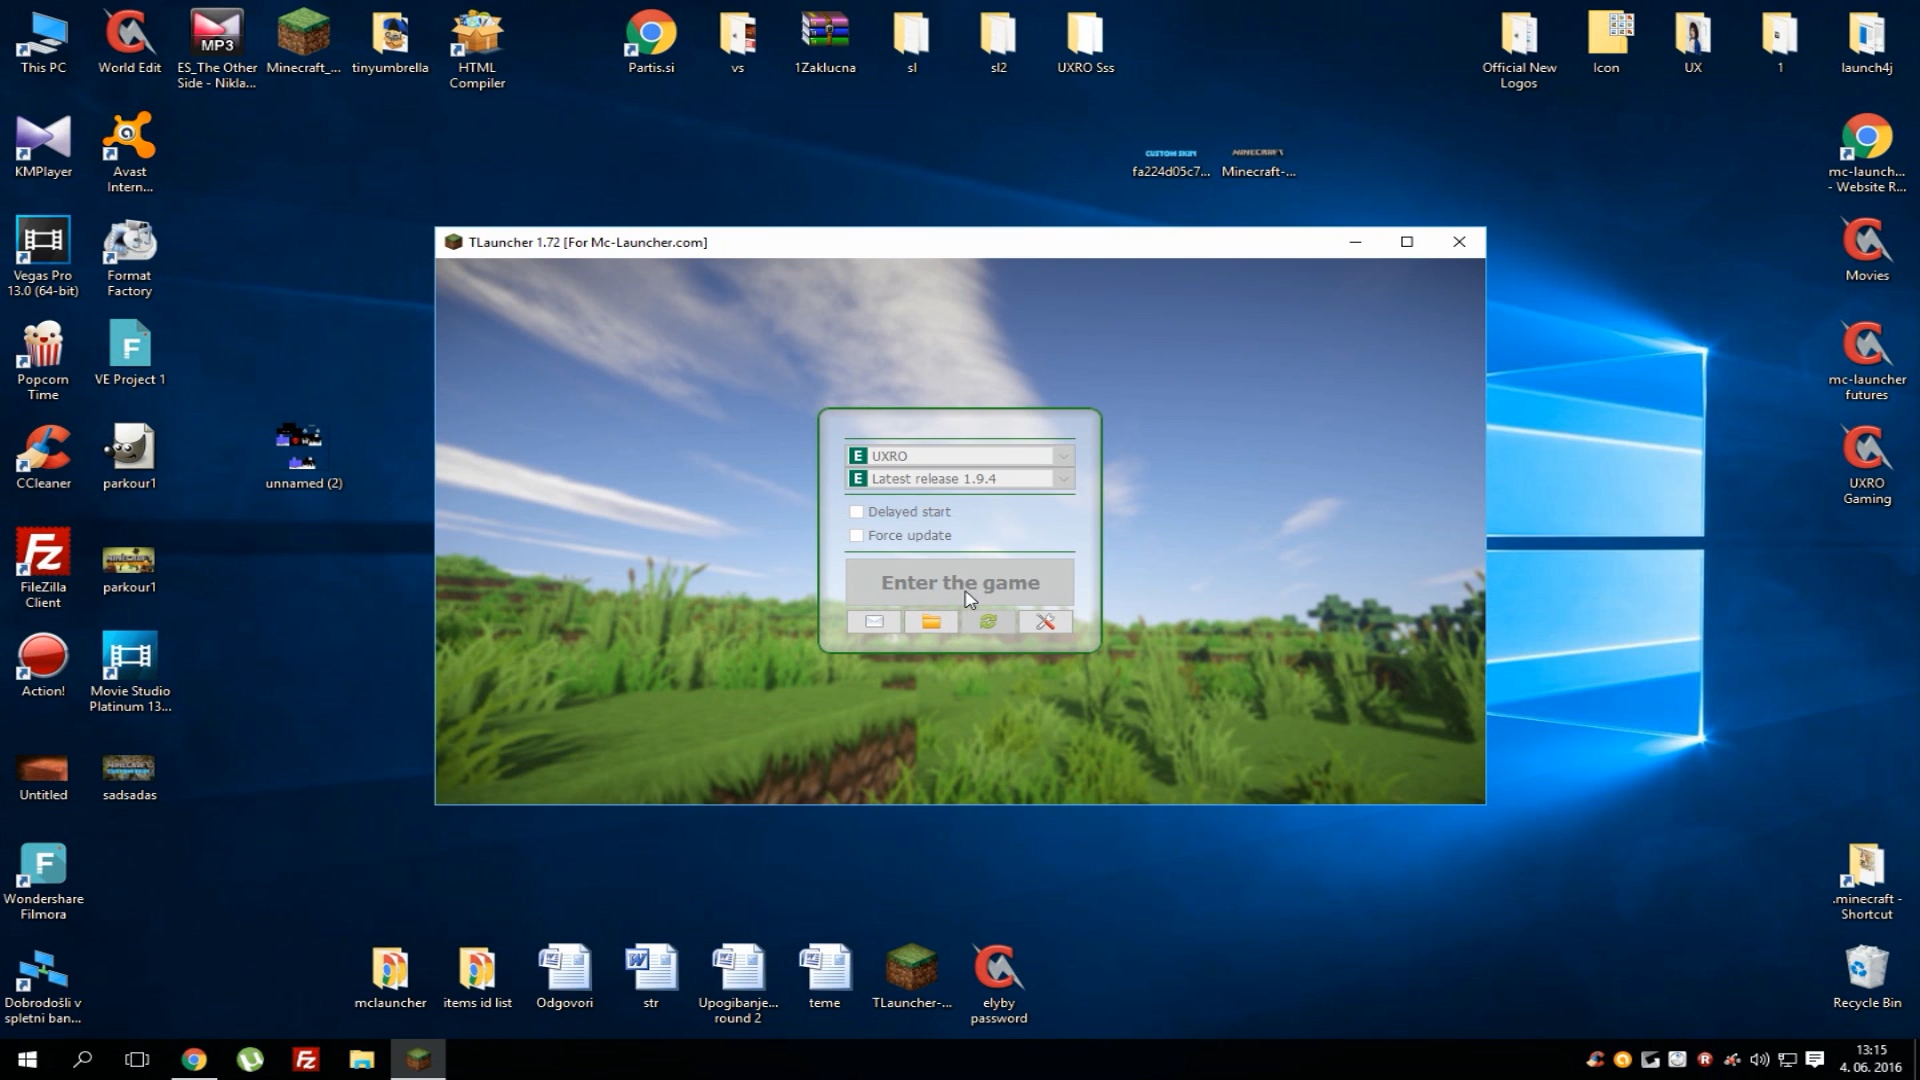 This PC
World Edit
MP3
ES_The Other
Side - Nikla...
Minecraft_...
tinyumbrella
HTML
Compiler
Partis.si
vs
1Zaklucna
sl
sl2
UXRO Sss
Official New
Logos
Icon
UX
1
launch4j
KMPlayer
Avast
Intern...
CUSTOM SKIN
fa224d05c7...
MINECRAFT
Minecraft-...
mc-launch...
- Website R...
Vegas Pro
13.0 (64-bit)
Format
Factory
TLauncher 1.72 [For Mc-Launcher.com]
Movies
Popcorn
Time
VE Project 1
mc-launcher
futures
CCleaner
parkour1
unnamed (2)
E UXRO
E Latest release 1.9.4
Delayed start
Force update
Enter the game
UXRO
Gaming
FileZilla
Client
parkour1
Action!
Movie Studio
Platinum 13...
Untitled
sadsadas
Wondershare
Filmora
.minecraft -
Shortcut
Dobrodošli v
spletni ban...
mclauncher
items id list
Odgovori
str
Upogibanje...
round 2
teme
TLauncher-...
elyby
password
Recycle Bin
13:15
4. 06. 2016